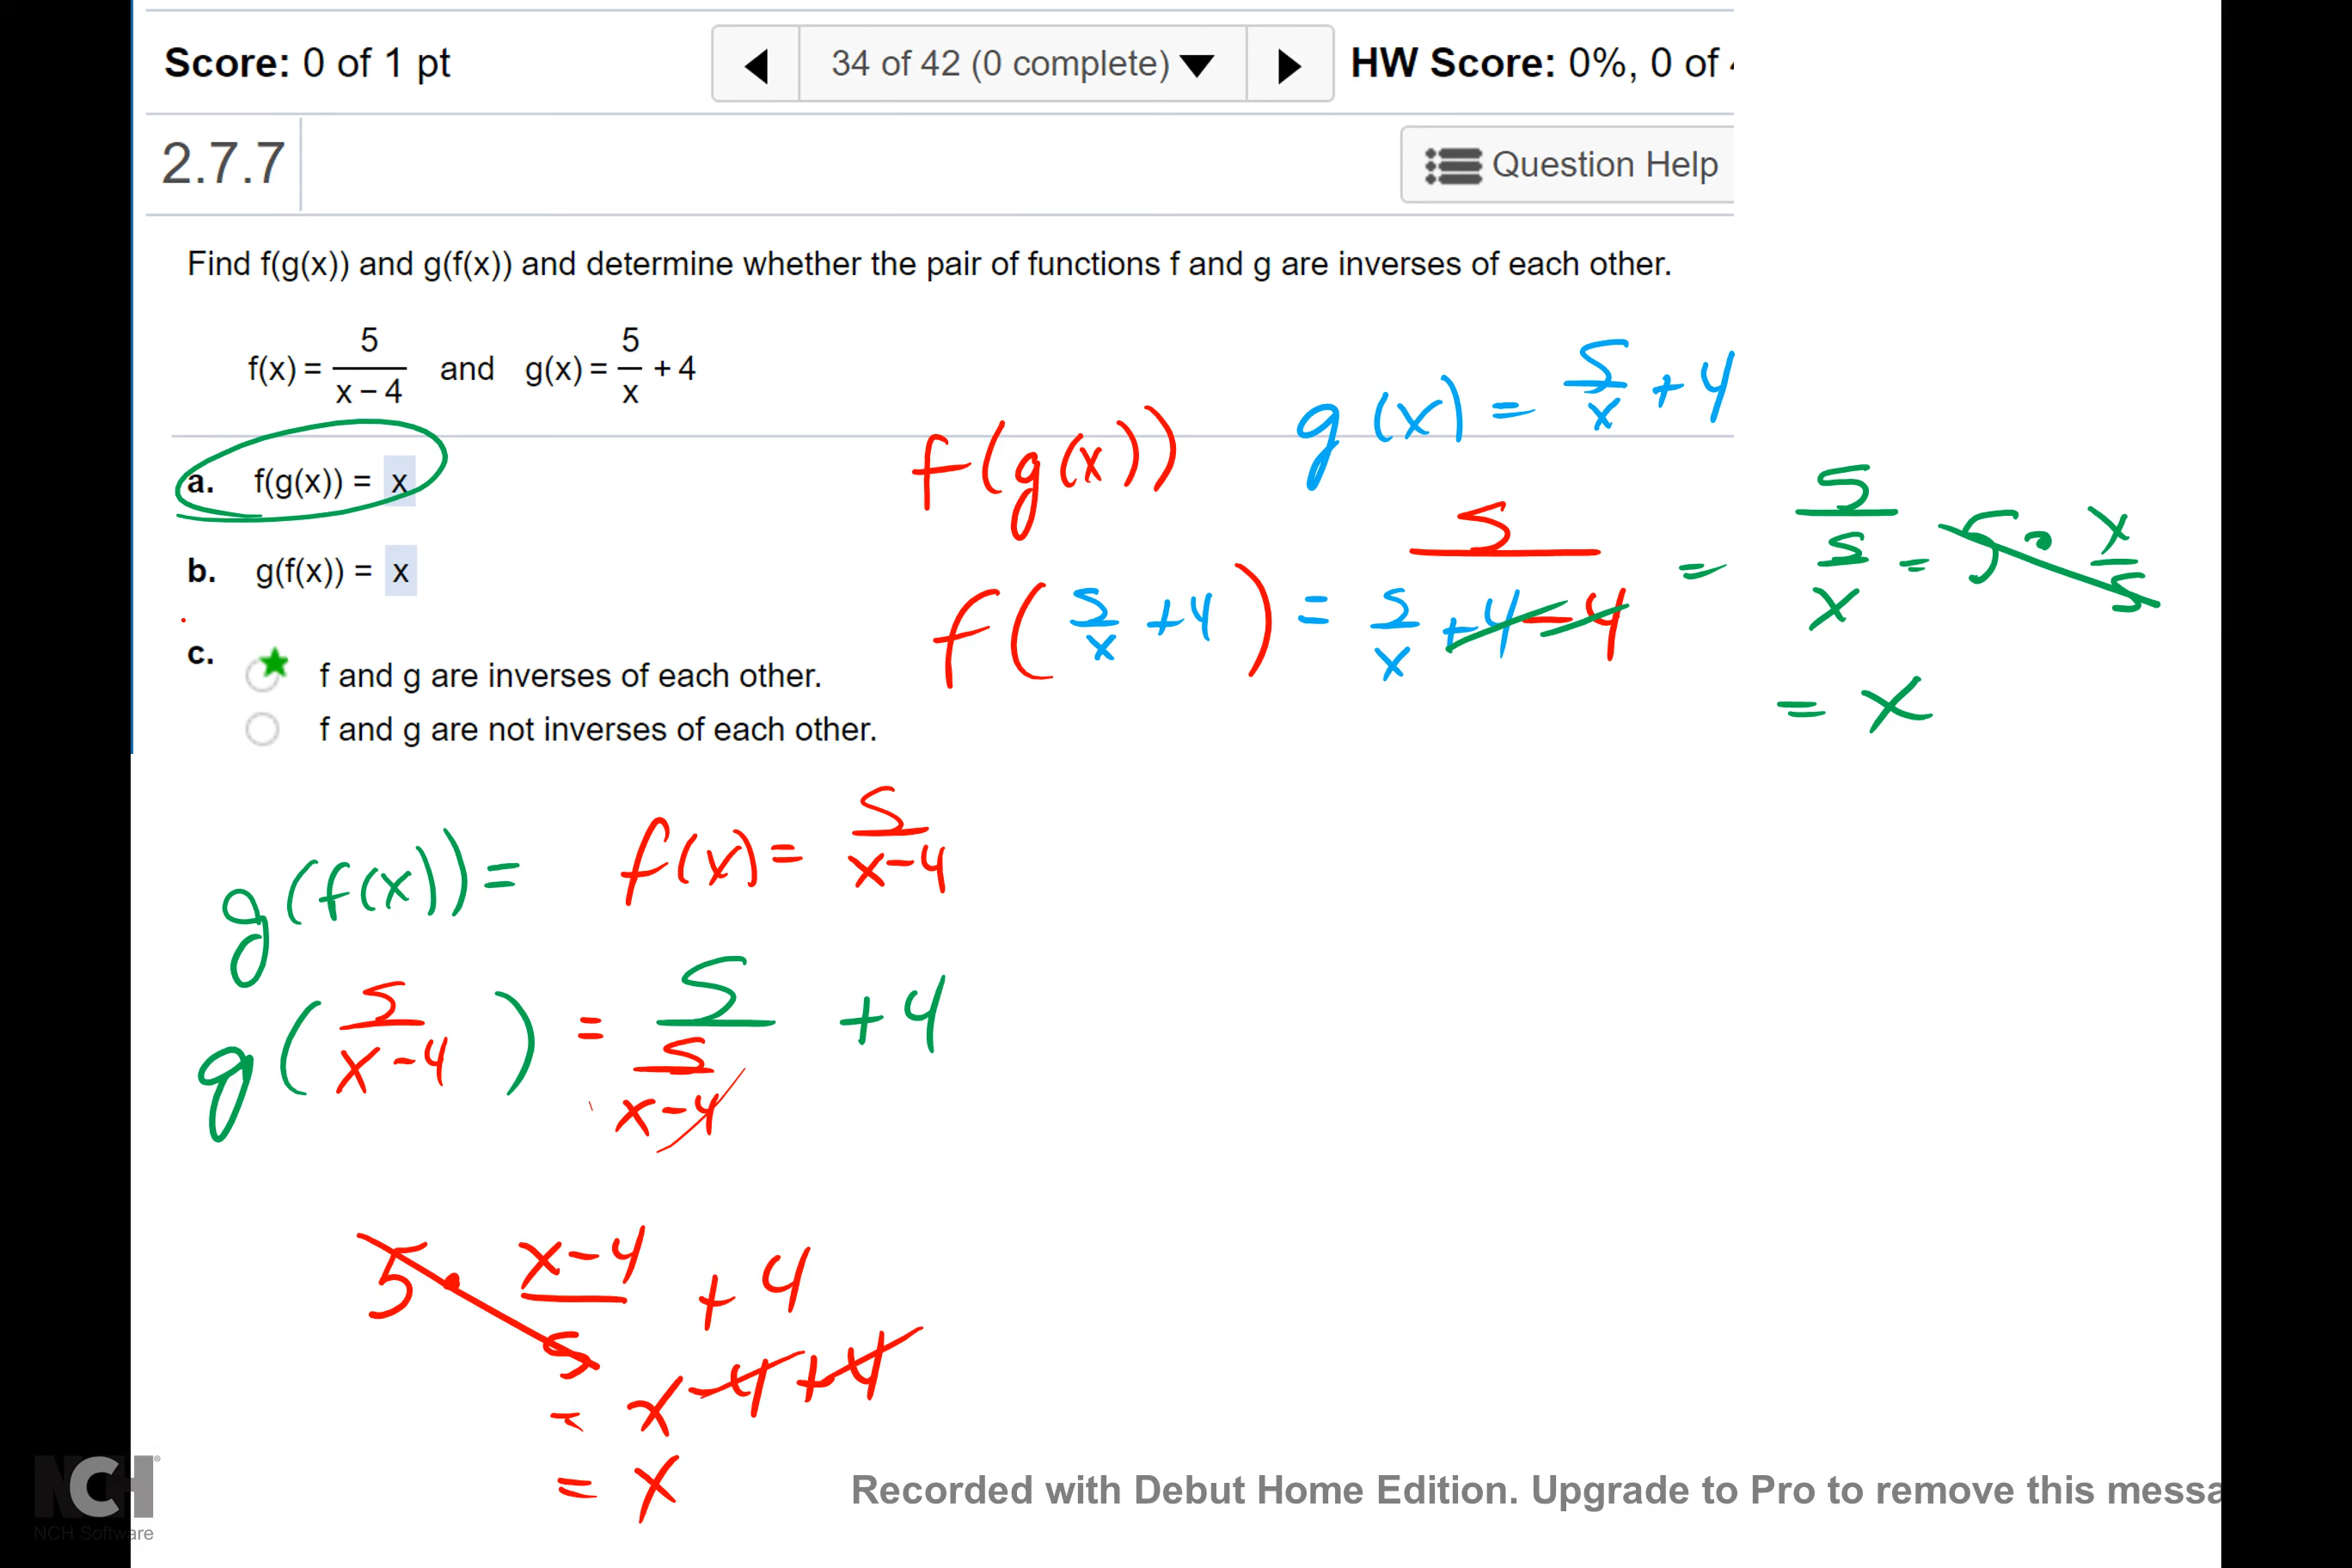 Score: 0 of 1 pt
34 of 42 (0 complete)
HW Score: 0%, 0 of
2.7.7
Question Help
Find f(g(x)) and g(f(x)) and determine whether the pair of functions f and g are inverses of each other.
f(x) = 5/(x − 4) and g(x) = 5/x + 4
a. f(g(x)) = x
b. g(f(x)) = x
c.
f and g are inverses of each other.
f and g are not inverses of each other.
f(g(x)) g(x) = 5/x + 4
f(5/x + 4) = 5/(5/x + 4 − 4) = 5/(5/x) = 5 • x/5
= x
g(f(x)) = f(x) = 5/(x − 4)
g(5/(x − 4)) = 5/(5/(x − 4)) + 4
5 • (x − 4)/5 + 4
= x − 4 + 4
= x
Recorded with Debut Home Edition. Upgrade to Pro to remove this messa
NCH®
NCH Software